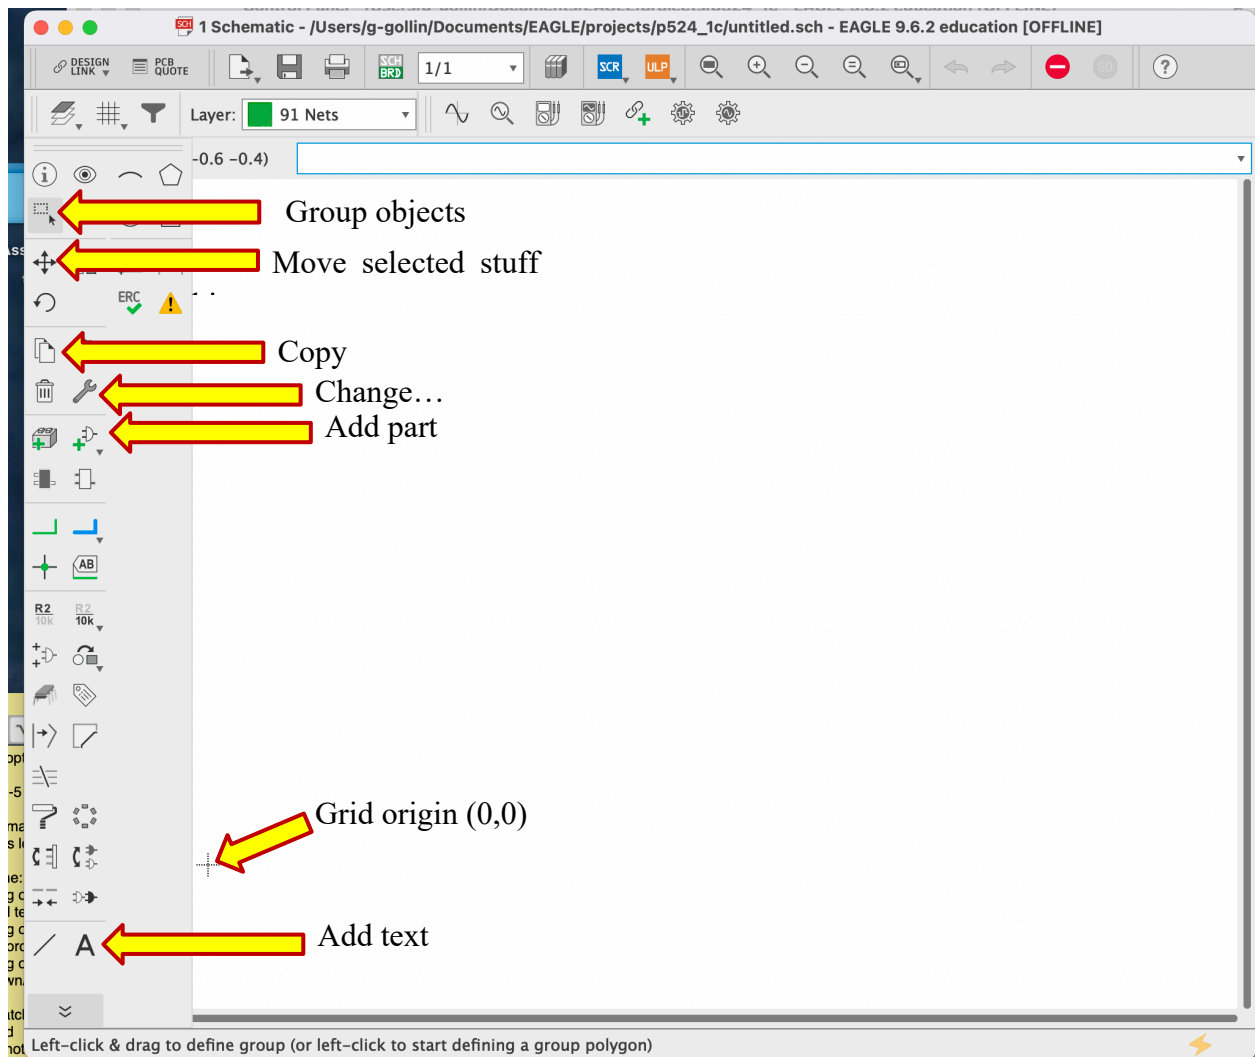 1 Schematic - /Users/g-gollin/Documents/EAGLE/projects/p524_1c/untitled.sch - EAGLE 9.6.2 education [OFFLINE]
DESIGN LINK
PCB QUOTE
SCH BRD
1/1
SCR
ULP
GO
?
Layer:
91 Nets
-0.6 -0.4)
Group objects
Move selected stuff
ERC
Copy
Change…
Add part
AB
R2
10k
R2
10k
Grid origin (0,0)
A
Add text
Left-click & drag to define group (or left-click to start defining a group polygon)